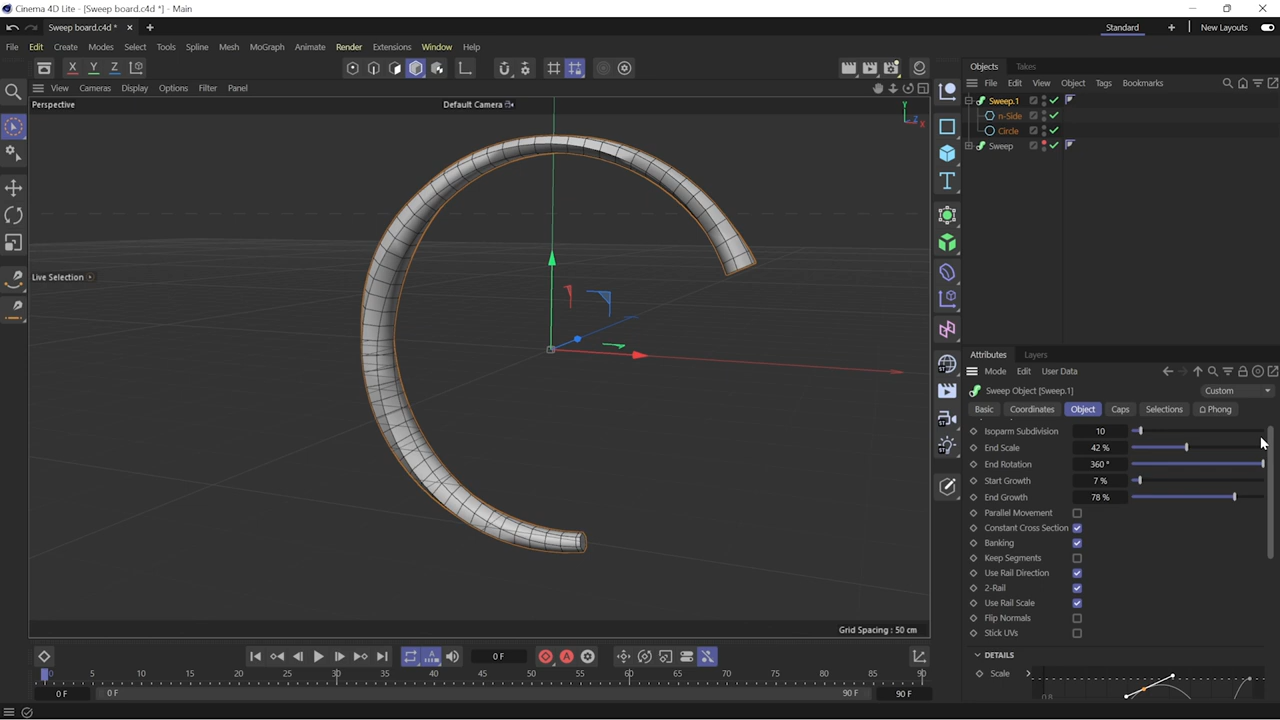 Cinema 4D Lite - [Sweep board.c4d *] - Main
Sweep board.c4d *
Standard
New Layouts
File Edit Create Modes Select Tools Spline Mesh MoGraph Animate Render Extensions Window Help
X Y Z
Objects Takes
View Cameras Display Options Filter Panel
File Edit View Object Tags Bookmarks
Perspective
Default Camera
Y
Z X
Sweep.1
n-Side
Circle
Sweep
Live Selection
Attributes Layers
Mode Edit User Data
Sweep Object [Sweep.1]
Custom
Basic Coordinates Object Caps Selections Phong
Isoparm Subdivision 10
End Scale 42 %
End Rotation 360 °
Start Growth 7 %
End Growth 78 %
Parallel Movement
Constant Cross Section
Banking
Keep Segments
Use Rail Direction
2-Rail
Use Rail Scale
Flip Normals
Stick UVs
DETAILS
Scale
0.8
Grid Spacing : 50 cm
0 F
0 5 10 15 20 25 30 35 40 45 50 55 60 65 70 75 80 85 90
0 F 0 F 90 F 90 F